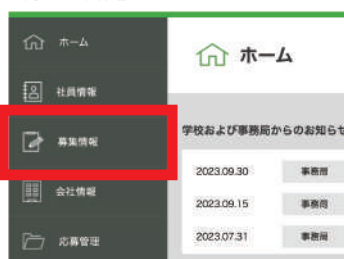 ホーム
社員情報
募集情報
会社情報
応募管理
ホーム
学校および事務局からのお知らせ
2023.09.30 事務局
2023.09.15 事務局
2023.07.31 事務局